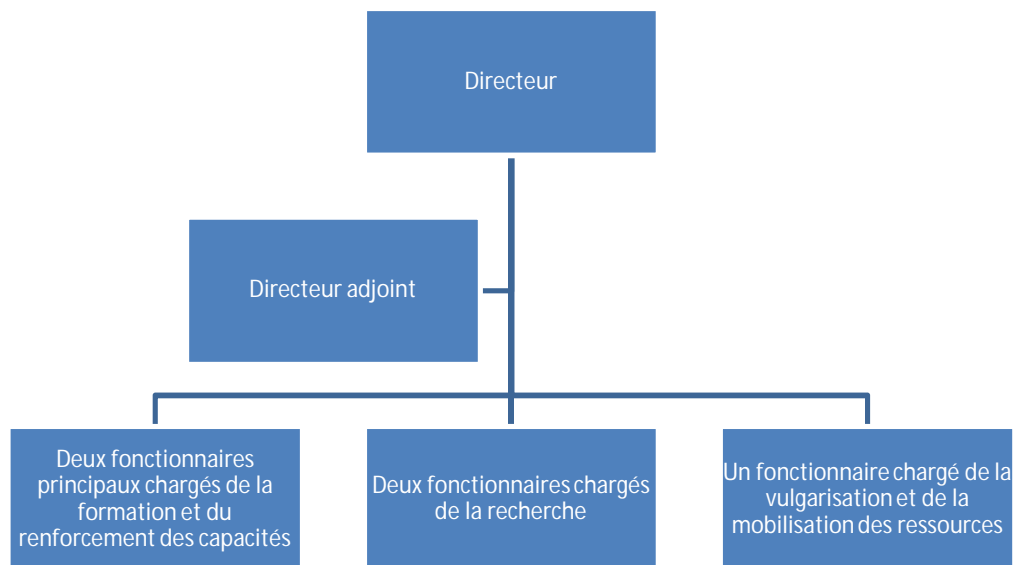 Directeur
Directeur adjoint
Deux fonctionnaires
principaux chargés de la
formation et du
renforcement des capacités
Deux fonctionnaires chargés
de la recherche
Un fonctionnaire chargé de la
vulgarisation et de la
mobilisation des ressources